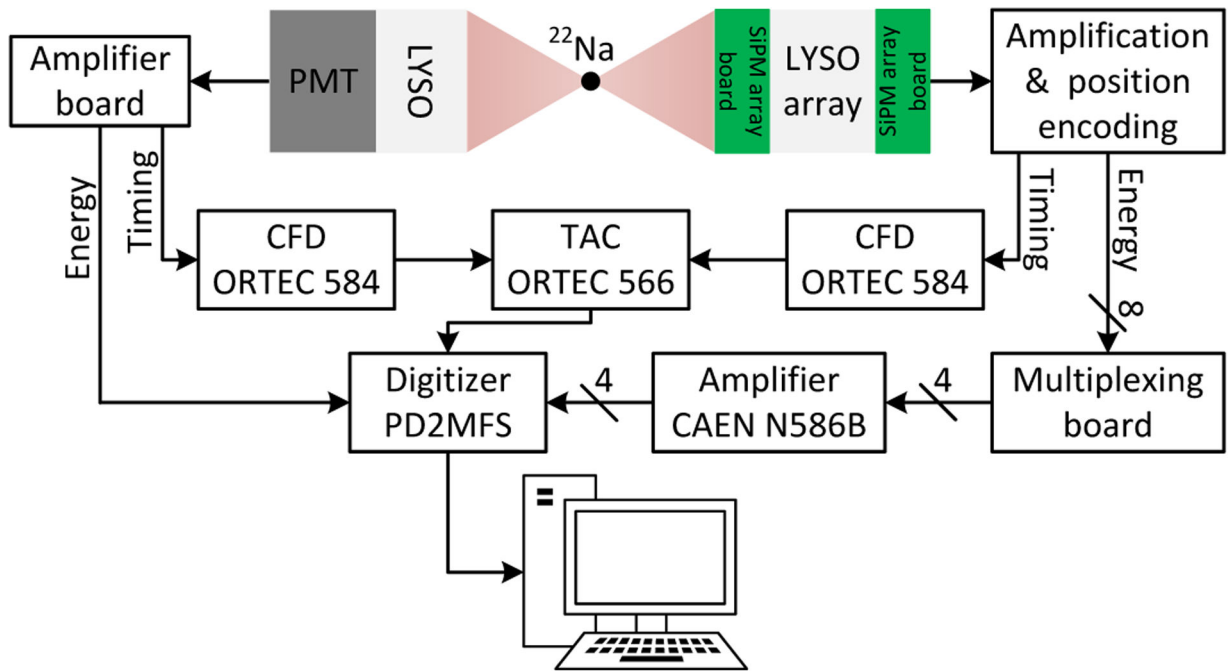 Amplifier
board
PMT
LYSO
²²Na
SiPM array
board
LYSO
array
SiPM array
board
Amplification
& position
encoding
Energy
Timing
Timing
Energy
8
CFD
ORTEC 584
TAC
ORTEC 566
CFD
ORTEC 584
Digitizer
PD2MFS
4
Amplifier
CAEN N586B
4
Multiplexing
board